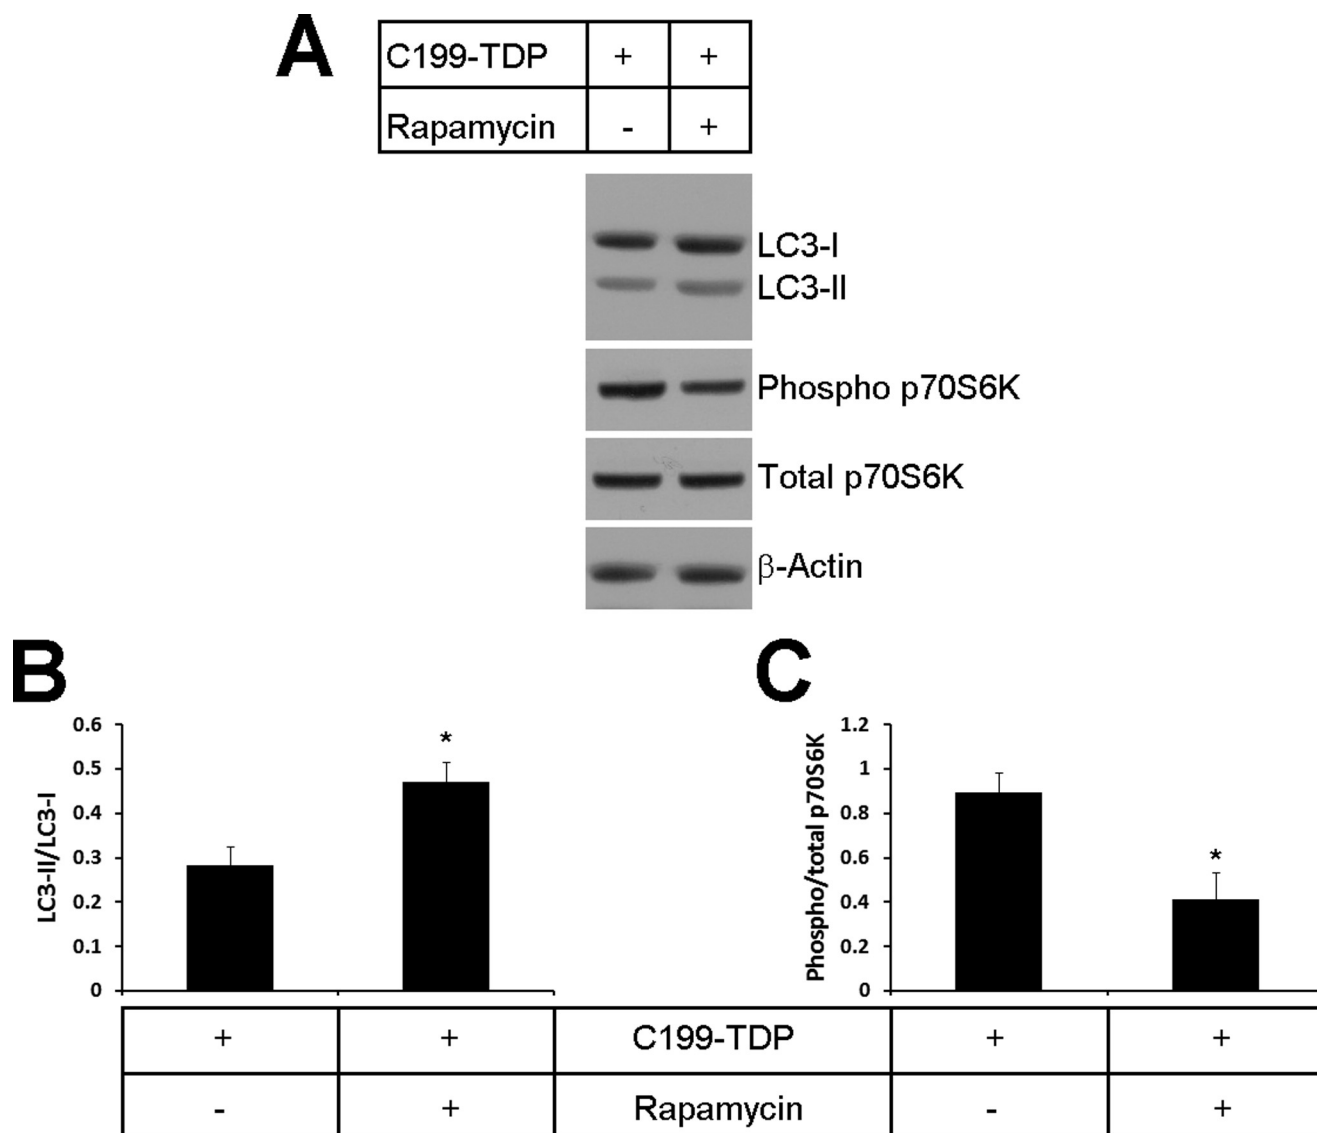 A
C199-TDP + +
Rapamycin - +
LC3-I
LC3-II
Phospho p70S6K
Total p70S6K
β-Actin
B
LC3-II/LC3-I
0.6
0.5
0.4
0.3
0.2
0.1
0
*
C
Phospho/total p70S6K
1.2
1
0.8
0.6
0.4
0.2
0
*
+ + C199-TDP + +
- + Rapamycin - +